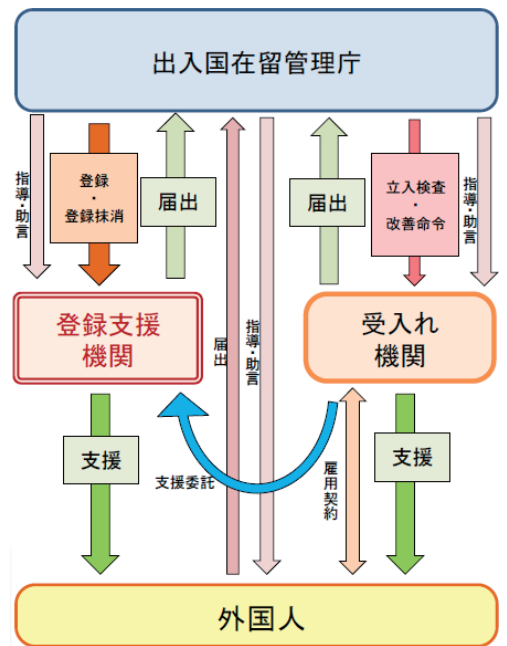 出入国在留管理庁
指導・助言
登録
・
登録抹消
届出
届出
指導・助言
届出
立入検査
・
改善命令
指導・助言
登録支援
機関
受入れ
機関
支援
支援委託
雇用契約
支援
外国人